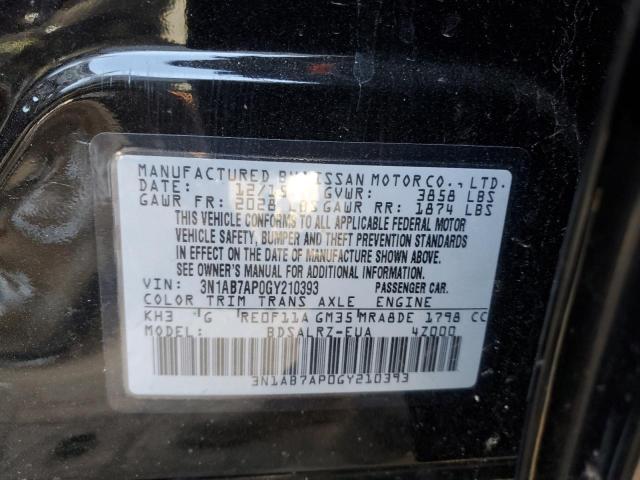 MANUFACTURED BY NISSAN MOTOR CO., LTD.
DATE: 12/15 GVWR: 3858 LBS
GAWR FR: 2028 LBS GAWR RR: 1874 LBS
THIS VEHICLE CONFORMS TO ALL APPLICABLE FEDERAL MOTOR
VEHICLE SAFETY, BUMPER AND THEFT PREVENTION STANDARDS
IN EFFECT ON THE DATE OF MANUFACTURE SHOWN ABOVE.
SEE OWNER'S MANUAL FOR ADDITIONAL INFORMATION.
VIN: 3N1AB7AP0GY210393 PASSENGER CAR.
COLOR TRIM TRANS AXLE ENGINE
KH3 G RE0F11A GM35 MRA8DE 1798 CC
BDSALRZ-EUA 4Z000
3N1AB7AP0GY210393